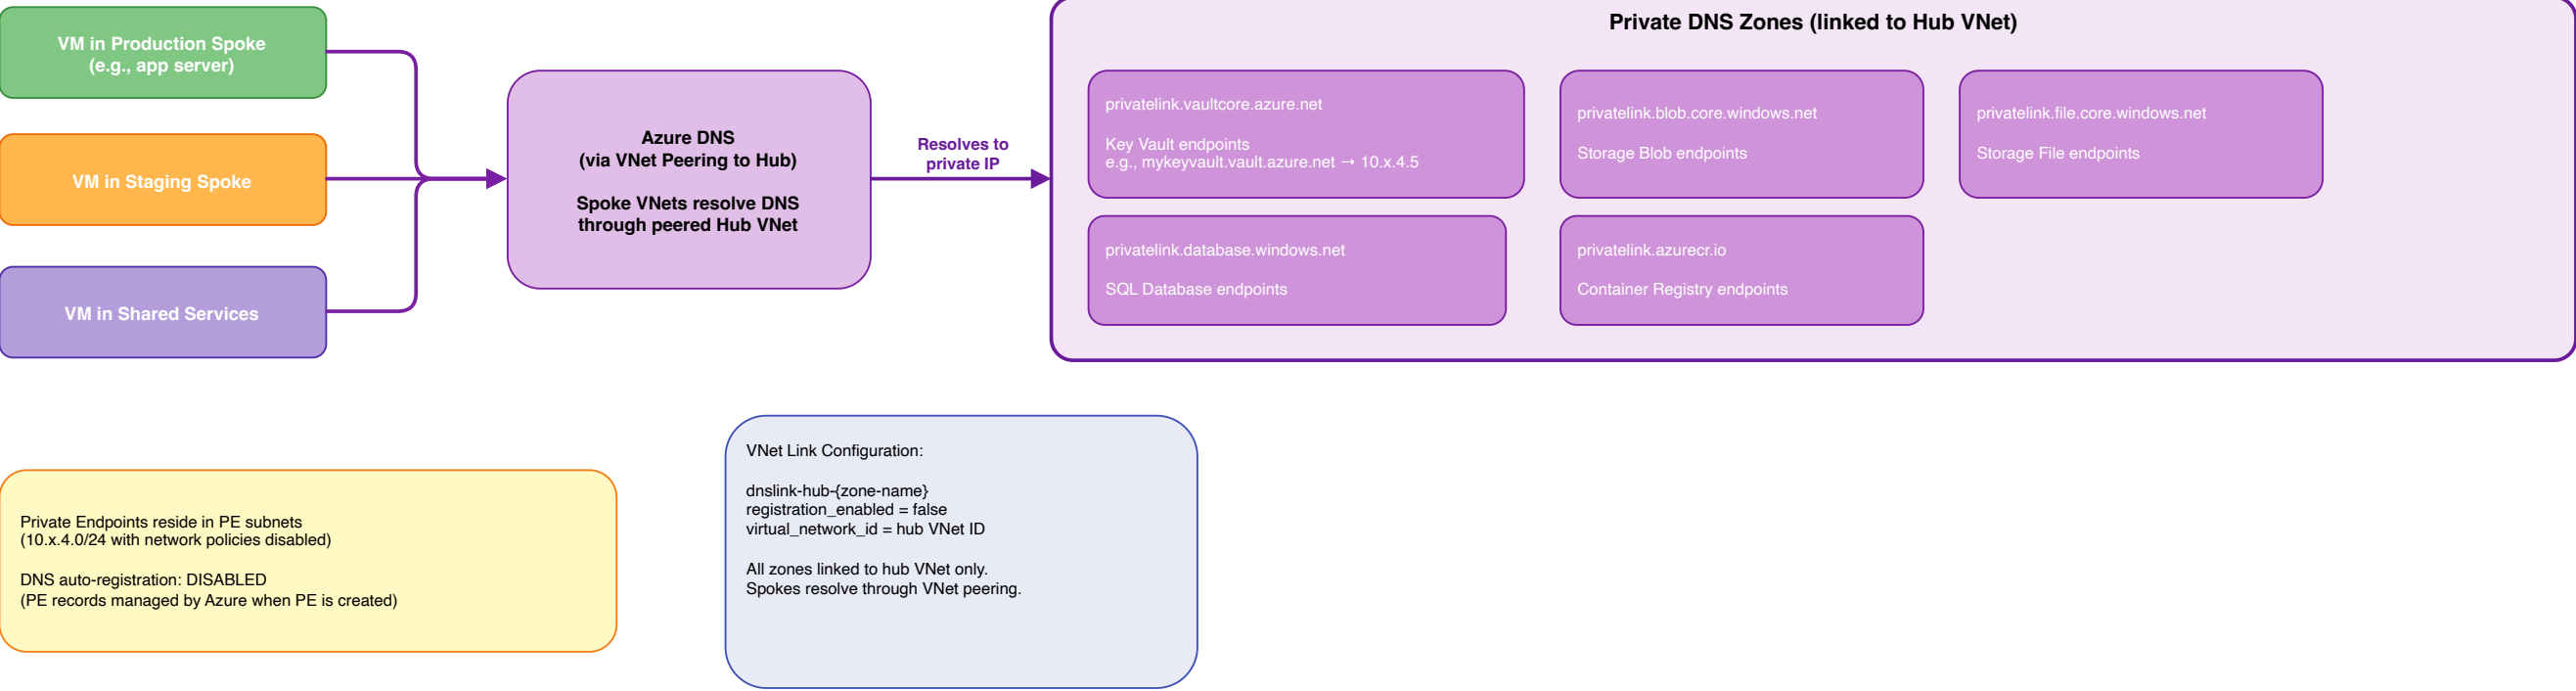 VM in Production Spoke
(e.g., app server)
VM in Staging Spoke
VM in Shared Services
Azure DNS
(via VNet Peering to Hub)
Spoke VNets resolve DNS
through peered Hub VNet
Resolves to
private IP
Private DNS Zones (linked to Hub VNet)
privatelink.vaultcore.azure.net
Key Vault endpoints
e.g., mykeyvault.vault.azure.net → 10.x.4.5
privatelink.blob.core.windows.net
Storage Blob endpoints
privatelink.file.core.windows.net
Storage File endpoints
privatelink.database.windows.net
SQL Database endpoints
privatelink.azurecr.io
Container Registry endpoints
Private Endpoints reside in PE subnets
(10.x.4.0/24 with network policies disabled)
DNS auto-registration: DISABLED
(PE records managed by Azure when PE is created)
VNet Link Configuration:
dnslink-hub-{zone-name}
registration_enabled = false
virtual_network_id = hub VNet ID
All zones linked to hub VNet only.
Spokes resolve through VNet peering.